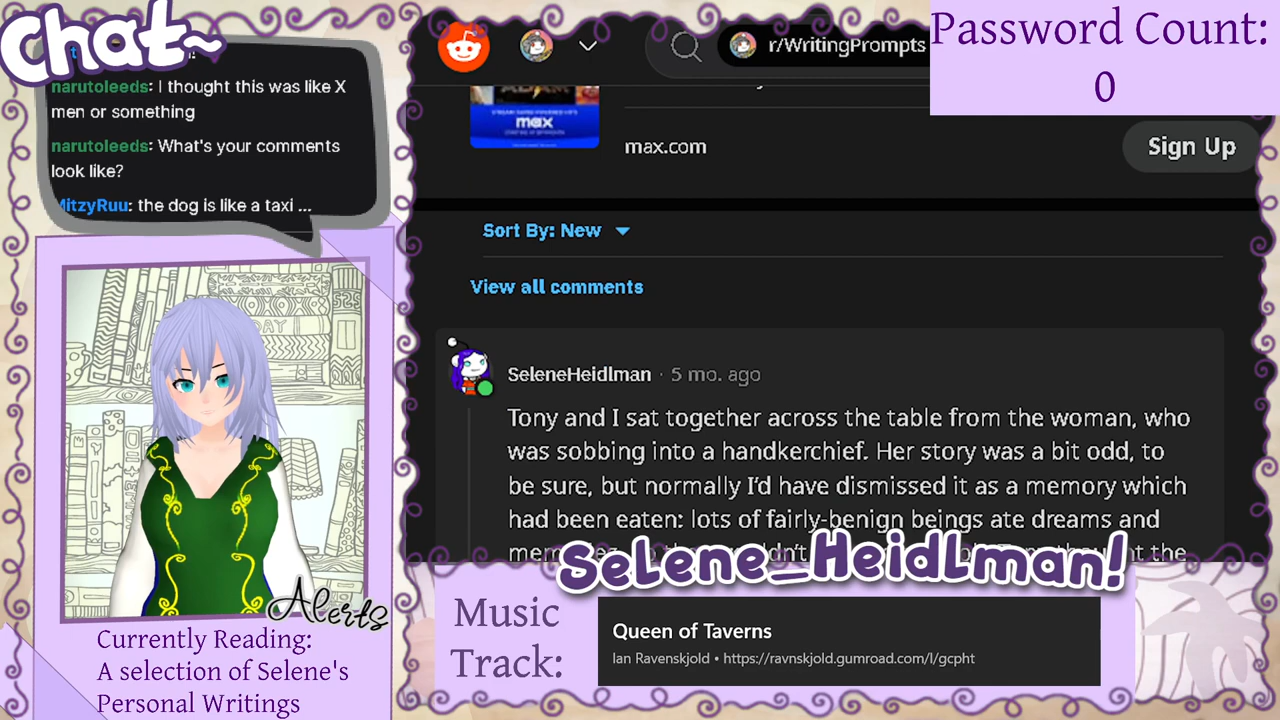 Chat~
narutoleeds: I thought this was like X
men or something
narutoleeds: What's your comments
look like?
MitzyRuu: the dog is like a taxi ...
r/WritingPrompts
Password Count:
0
max
max.com
Sign Up
Sort By: New
View all comments
SeleneHeidlman · 5 mo. ago
Tony and I sat together across the table from the woman, who
was sobbing into a handkerchief. Her story was a bit odd, to
be sure, but normally I'd have dismissed it as a memory which
had been eaten: lots of fairly-benign beings ate dreams and
the
Selene_Heidlman!
Alerts
Currently Reading:
A selection of Selene's
Personal Writings
Music
Track:
Queen of Taverns
Ian Ravenskjold • https://ravnskjold.gumroad.com/l/gcpht